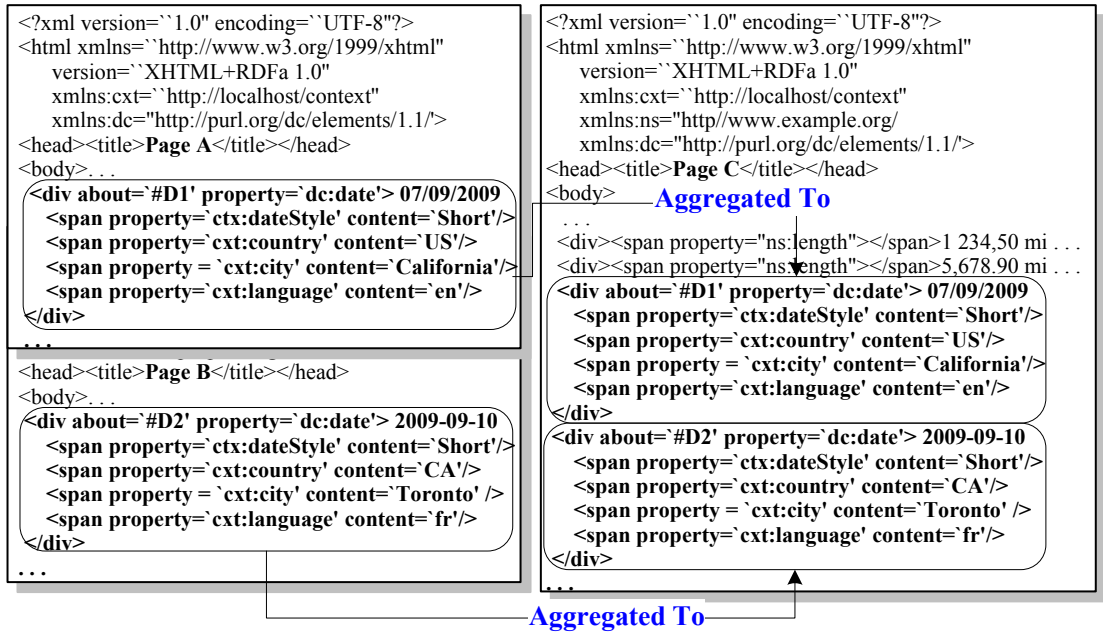 <?xml version=``1.0" encoding=``UTF-8"?>
<html xmlns=``http://www.w3.org/1999/xhtml"
version=``XHTML+RDFa 1.0"
xmlns:cxt=``http://localhost/context"
xmlns:dc="http://purl.org/dc/elements/1.1/'>
<head><title>Page A</title></head>
<body>. . .
<div about=`#D1' property=`dc:date'> 07/09/2009
<span property=`ctx:dateStyle' content=`Short'/>
<span property=`cxt:country' content=`US'/>
<span property = `cxt:city' content=`California'/>
<span property=`cxt:language' content=`en'/>
</div>
. . .
<head><title>Page B</title></head>
<body>. . .
<div about=`#D2' property=`dc:date'> 2009-09-10
<span property=`ctx:dateStyle' content=`Short'/>
<span property=`cxt:country' content=`CA'/>
<span property = `cxt:city' content=`Toronto' />
<span property=`cxt:language' content=`fr'/>
</div>
. . .
<?xml version=``1.0" encoding=``UTF-8"?>
<html xmlns=``http://www.w3.org/1999/xhtml"
version=``XHTML+RDFa 1.0"
xmlns:cxt=``http://localhost/context"
xmlns:ns="http//www.example.org/
xmlns:dc="http://purl.org/dc/elements/1.1/'>
<head><title>Page C</title></head>
<body>
Aggregated To
. . .
<div><span property="ns:length"></span>1 234,50 mi . . .
<div><span property="ns:length"></span>5,678.90 mi . . .
<div about=`#D1' property=`dc:date'> 07/09/2009
<span property=`ctx:dateStyle' content=`Short'/>
<span property=`cxt:country' content=`US'/>
<span property = `cxt:city' content=`California'/>
<span property=`cxt:language' content=`en'/>
</div>
<div about=`#D2' property=`dc:date'> 2009-09-10
<span property=`ctx:dateStyle' content=`Short'/>
<span property=`cxt:country' content=`CA'/>
<span property = `cxt:city' content=`Toronto' />
<span property=`cxt:language' content=`fr'/>
</div>
. . .
Aggregated To